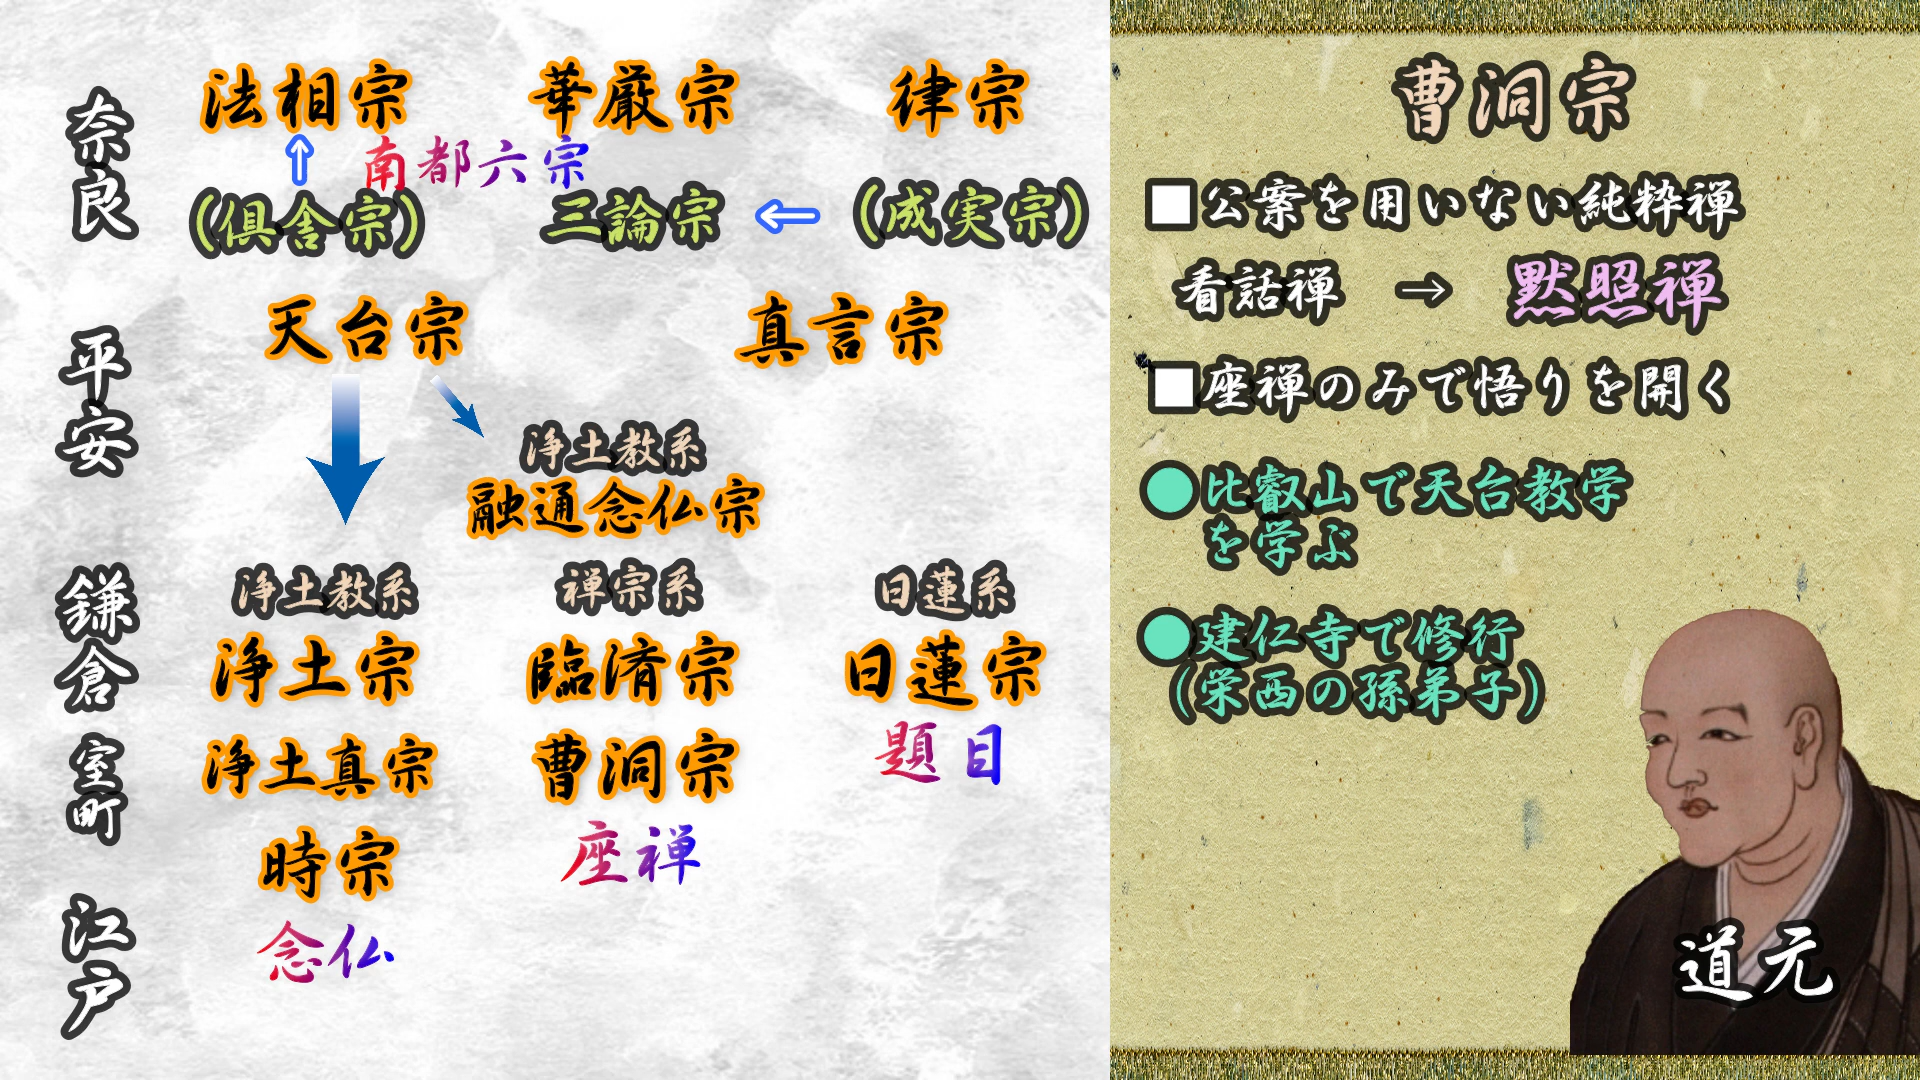 奈良
法相宗
華厳宗
律宗
南都六宗
(倶舎宗)
三論宗
(成実宗)
平安
天台宗
真言宗
浄土教系
融通念仏宗
鎌倉
浄土教系
禅宗系
日蓮系
浄土宗
臨済宗
日蓮宗
室町
浄土真宗
曹洞宗
題目
時宗
座禅
江戸
念仏
曹洞宗
■公案を用いない純粋禅
看話禅 → 黙照禅
■座禅のみで悟りを開く
●比叡山で天台教学
を学ぶ
●建仁寺で修行
(栄西の孫弟子)
道元